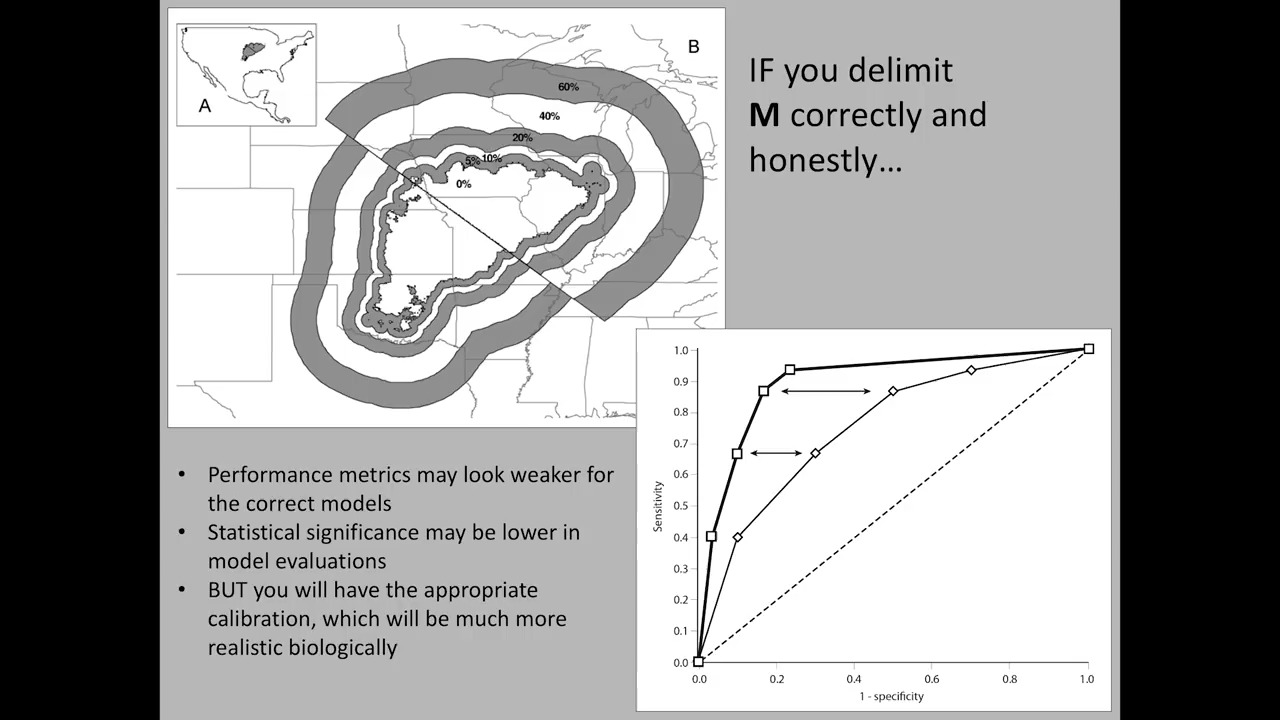 A
B
60%
40%
20%
5%
10%
0%
IF you delimit
M correctly and
honestly...
• Performance metrics may look weaker for
the correct models
• Statistical significance may be lower in
model evaluations
• BUT you will have the appropriate
calibration, which will be much more
realistic biologically
1.0
0.9
0.8
0.7
0.6
0.5
0.4
0.3
0.2
0.1
0.0
Sensitivity
0.0 0.2 0.4 0.6 0.8 1.0
1 - specificity